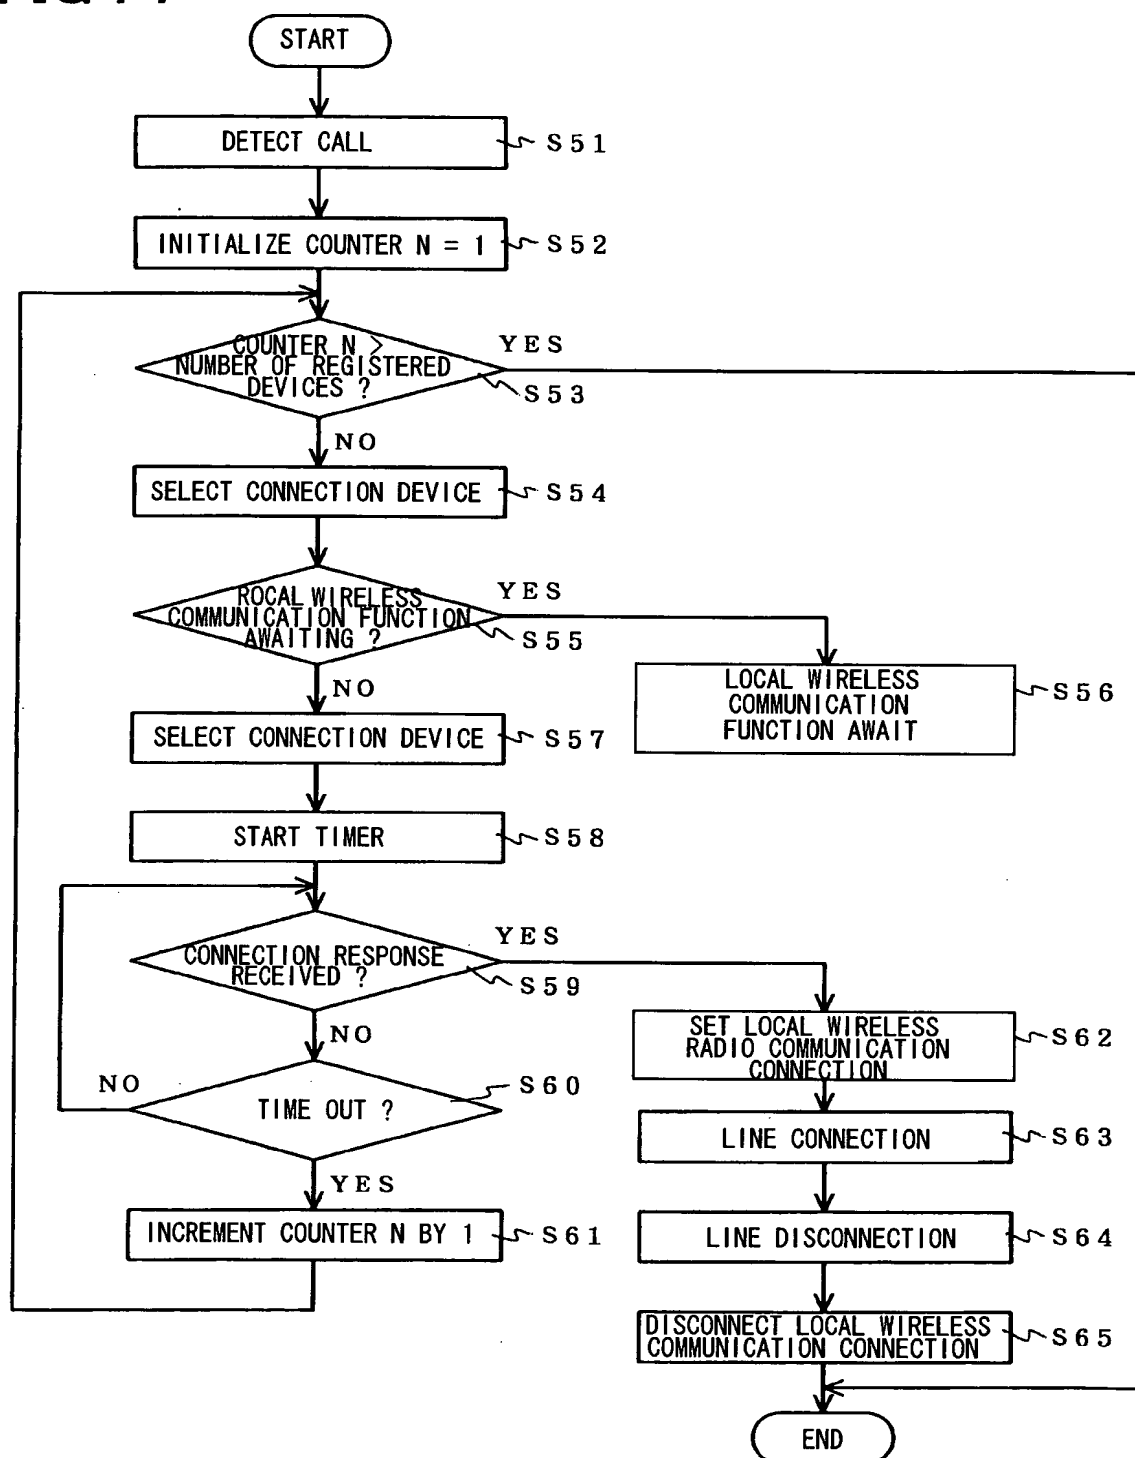 START
DETECT CALL
S51
INITIALIZE COUNTER N = 1
S52
COUNTER N >
NUMBER OF REGISTERED
DEVICES ?
YES
S53
NO
SELECT CONNECTION DEVICE
S54
ROCAL WIRELESS
COMMUNICATION FUNCTION
AWAITING ?
YES
S55
LOCAL WIRELESS
COMMUNICATION
FUNCTION AWAIT
S56
NO
SELECT CONNECTION DEVICE
S57
START TIMER
S58
CONNECTION RESPONSE
RECEIVED ?
YES
S59
NO
TIME OUT ?
S60
NO
YES
INCREMENT COUNTER N BY 1
S61
SET LOCAL WIRELESS
RADIO COMMUNICATION
CONNECTION
S62
LINE CONNECTION
S63
LINE DISCONNECTION
S64
DISCONNECT LOCAL WIRELESS
COMMUNICATION CONNECTION
S65
END